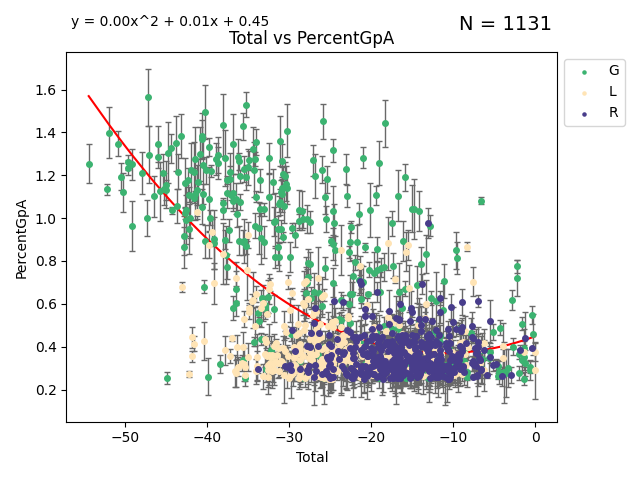 y = 0.00x^2 + 0.01x + 0.45
N = 1131
Total vs PercentGpA
G
L
R
PercentGpA
1.6
1.4
1.2
1.0
0.8
0.6
0.4
0.2
−50
−40
−30
−20
−10
0
Total